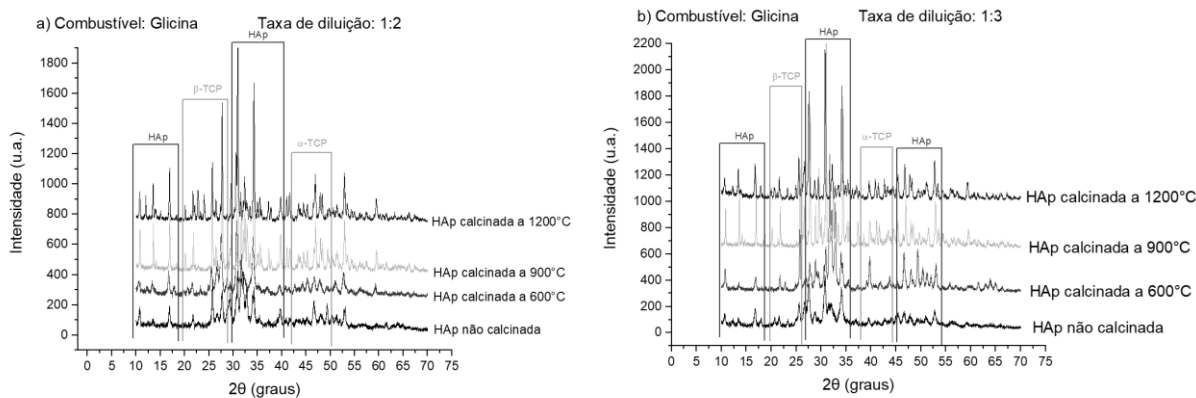 a) Combustível: Glicina Taxa de diluição: 1:2
HAp
β-TCP
HAp
α-TCP
1800
1600
1400
1200
1000
800
600
400
200
0
Intensidade (u.a.)
HAp calcinada a 1200°C
HAp calcinada a 900°C
HAp calcinada a 600°C
HAp não calcinada
0 5 10 15 20 25 30 35 40 45 50 55 60 65 70 75
2θ (graus)
b) Combustível: Glicina Taxa de diluição: 1:3
HAp
β-TCP
HAp
α-TCP
HAp
2200
2000
1800
1600
1400
1200
1000
800
600
400
200
0
Intensidade (u.a.)
HAp calcinada a 1200°C
HAp calcinada a 900°C
HAp calcinada a 600°C
HAp não calcinada
0 5 10 15 20 25 30 35 40 45 50 55 60 65 70 75
2θ (graus)